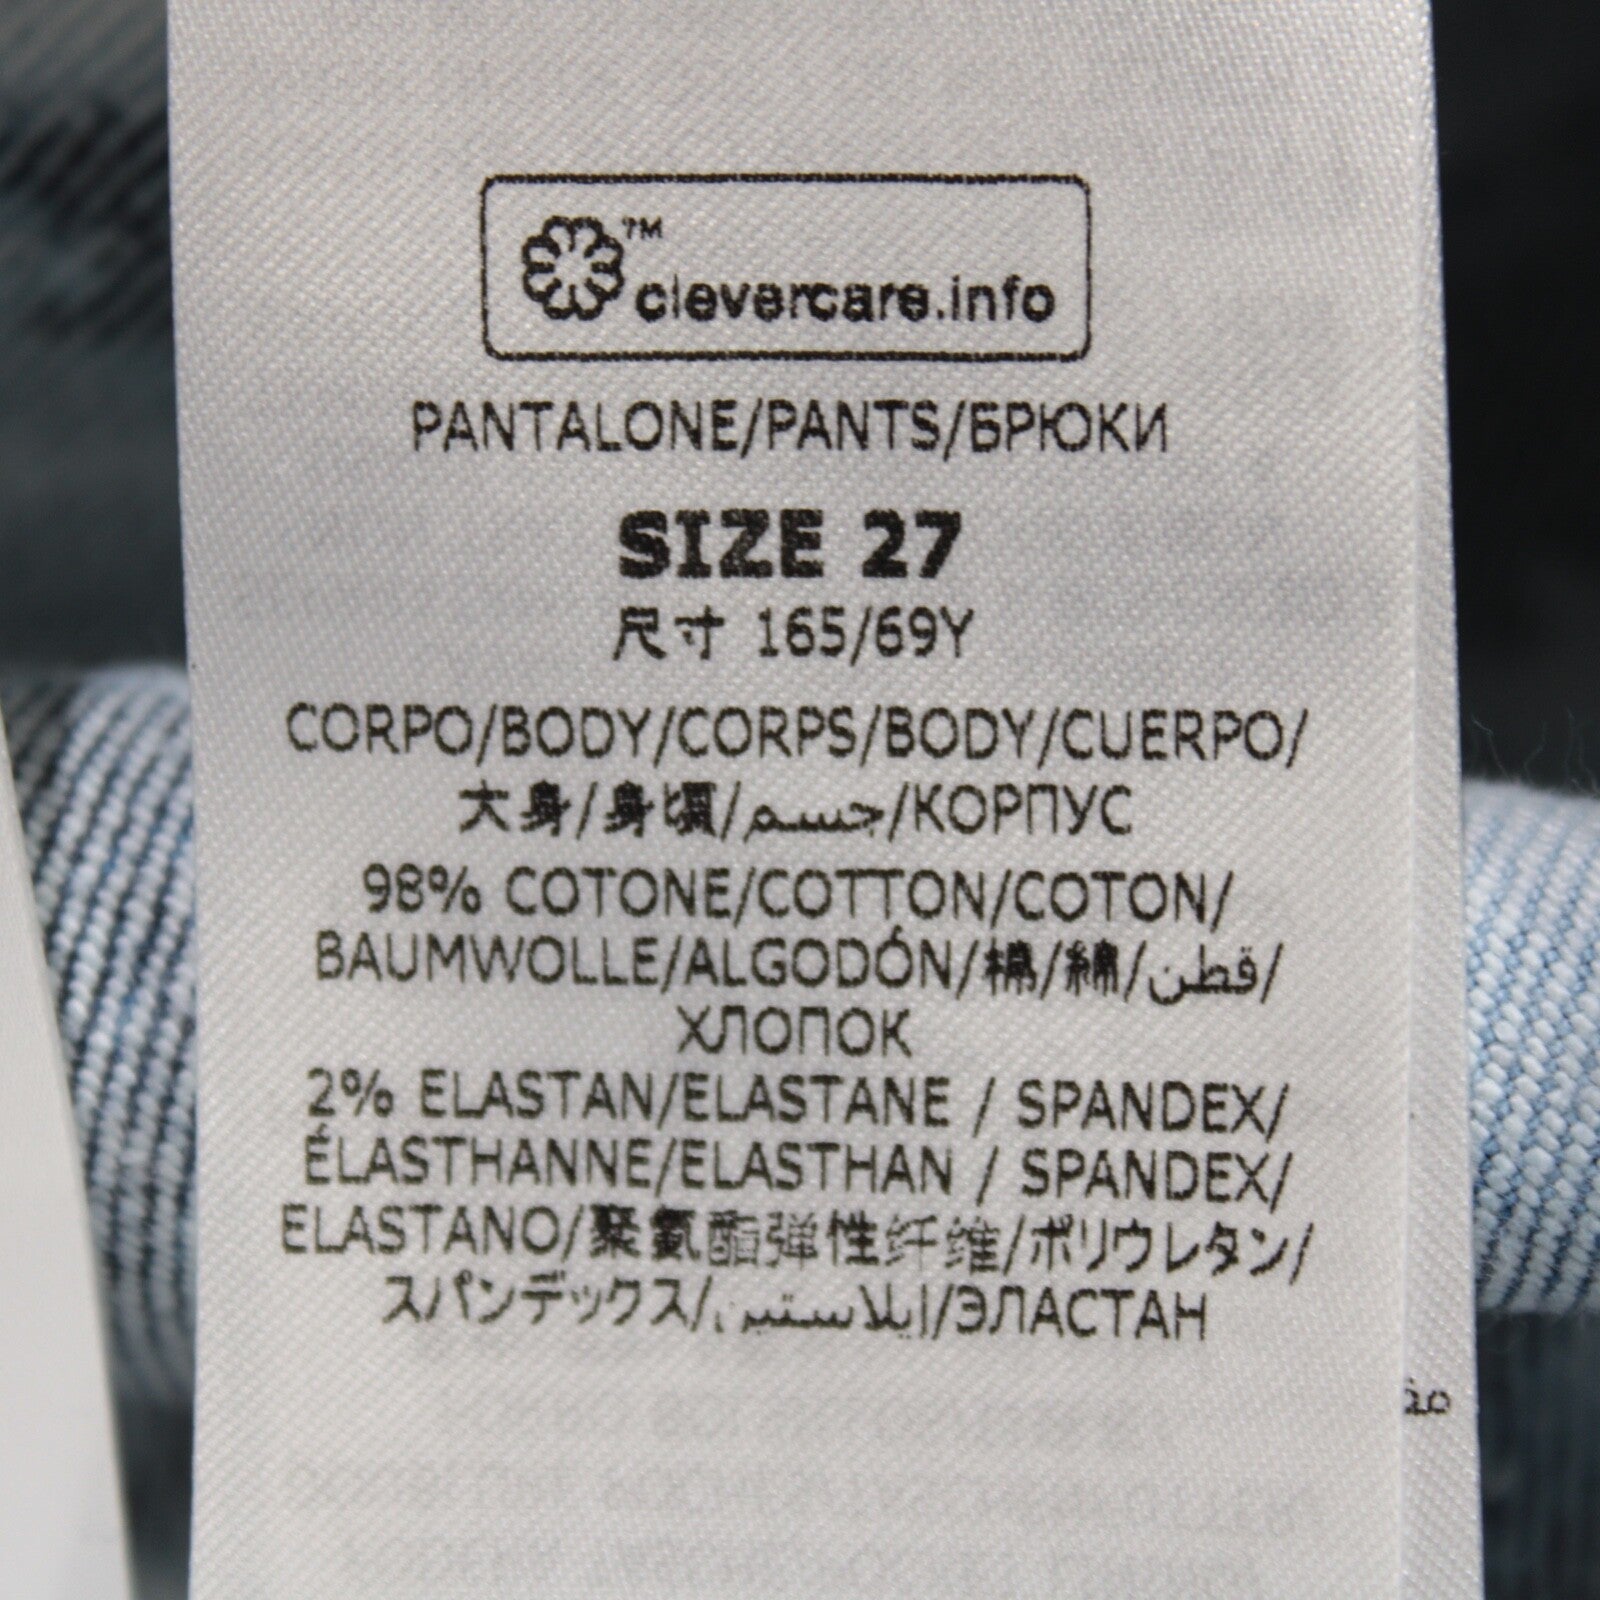 ™
clevercare.info
PANTALONE/PANTS/БРЮКИ
SIZE 27
尺寸 165/69Y
CORPO/BODY/CORPS/BODY/CUERPO/
大身/身頃/جسم/КОРПУС
98% COTONE/COTTON/COTON/
BAUMWOLLE/ALGODÓN/棉/綿/قطن/
ХЛОПОК
2% ELASTAN/ELASTANE / SPANDEX/
ÉLASTHANNE/ELASTHAN / SPANDEX/
ELASTANO/聚氨酯弹性纤维/ポリウレタン/
スパンデックス/ايلاستين/ЭЛАСТАН